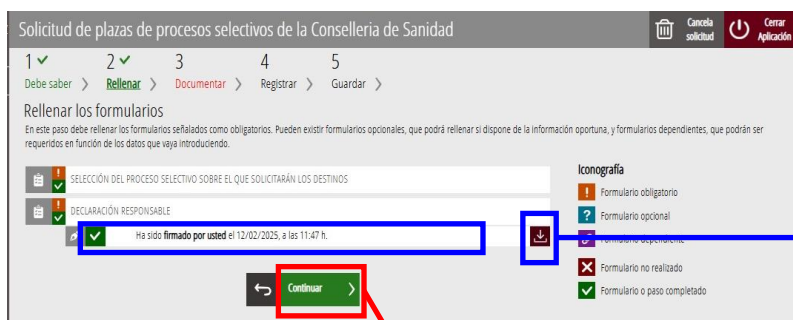 Solicitud de plazas de procesos selectivos de la Conselleria de Sanidad
Cancela solicitud
Cerrar Aplicación
1 2 3 4 5
Debe saber Rellenar Documentar Registrar Guardar
Rellenar los formularios
En este paso debe rellenar los formularios señalados como obligatorios. Pueden existir formularios opcionales, que podrá rellenar si dispone de la información oportuna, y formularios dependientes, que podrán ser
requeridos en función de los datos que vaya introduciendo.
SELECCIÓN DEL PROCESO SELECTIVO SOBRE EL QUE SOLICITARÁN LOS DESTINOS
DECLARACIÓN RESPONSABLE
Ha sido firmado por usted el 12/02/2025, a las 11:47 h.
Continuar
Iconografía
Formulario obligatorio
Formulario opcional
Formulario dependiente
Formulario no realizado
Formulario o paso completado